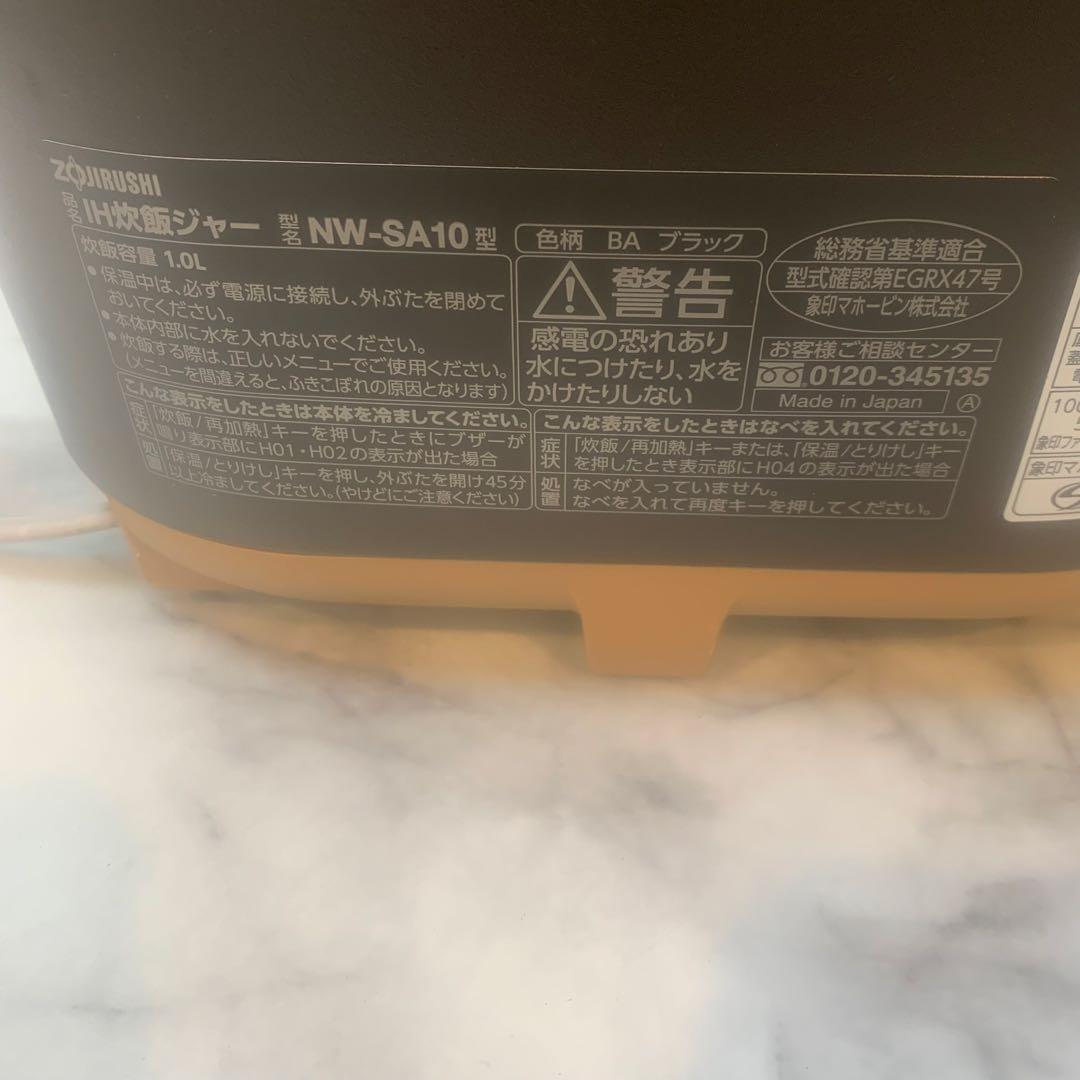 ZOJIRUSHI
品名 IH炊飯ジャー 型名 NW-SA10型
炊飯容量 1.0L
•保温中は、必ず電源に接続し、外ぶたを閉めて
おいてください。
•本体内部に水を入れないでください。
•炊飯する際は、正しいメニューでご使用ください。
(メニューを間違えると、ふきこぼれの原因となります)
色柄 BA ブラック
警告
感電の恐れあり
水につけたり、水を
かけたりしない
総務省基準適合
型式確認第EGRX47号
象印マホービン株式会社
お客様ご相談センター
0120-345135
Made in Japan Ⓐ
こんな表示をしたときは本体を冷ましてください。
症状 「炊飯/再加熱」キーを押したときにブザーが
鳴り表示部にH01・H02の表示が出た場合
処置 「保温/とりけし」キーを押し、外ぶたを開け45分
以上冷ましてください。(やけどにご注意ください)
こんな表示をしたときはなべを入れてください。
症状 「炊飯/再加熱」キーまたは、「保温/とりけし」キー
を押したとき表示部にH04の表示が出た場合
処置 なべが入っていません。
なべを入れて再度キーを押してください。
象印ファ
象印マ